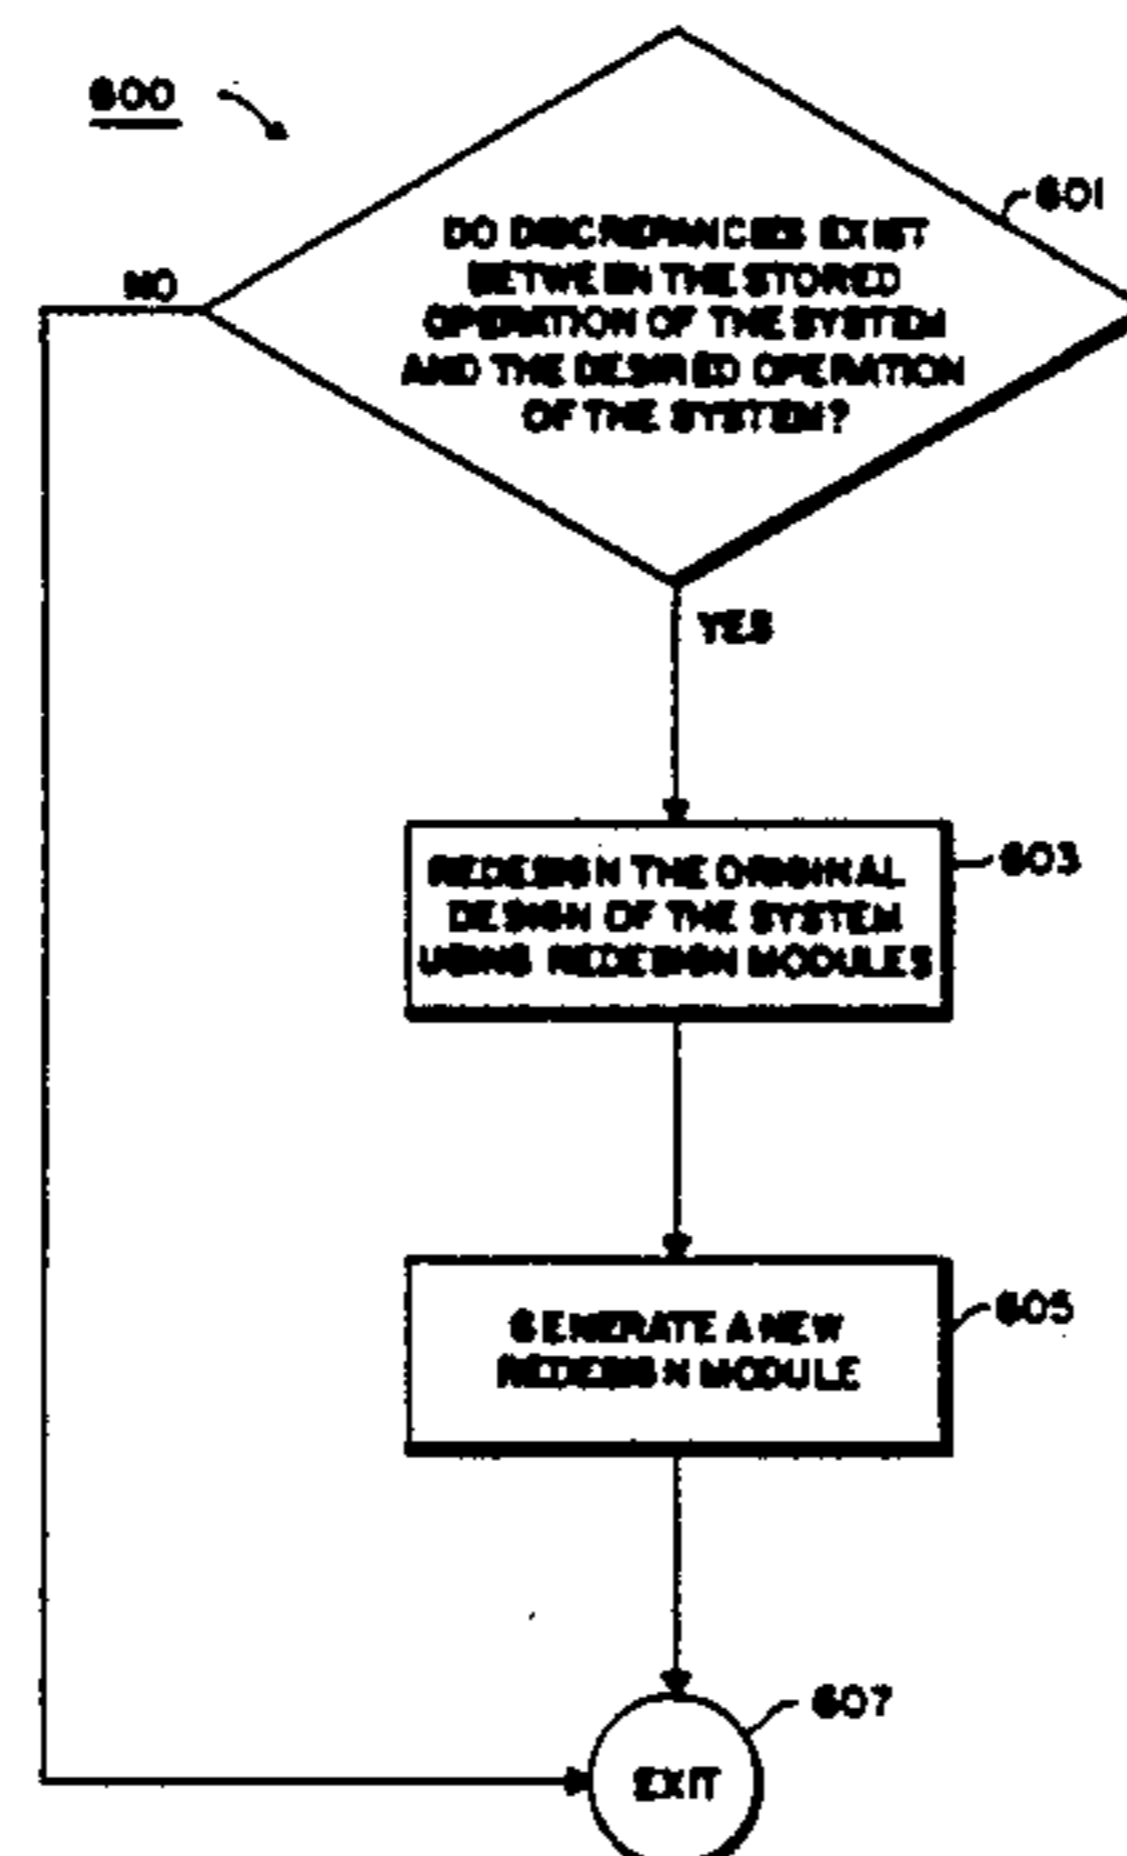 600
601
DO DISCREPANCIES EXIST
BETWEEN THE STORED
OPERATION OF THE SYSTEM
AND THE DESIRED OPERATION
OF THE SYSTEM?
NO
YES
603
REDESIGN THE ORIGINAL
DESIGN OF THE SYSTEM
USING REDESIGN MODULES
605
GENERATE A NEW
REDESIGN MODULE
607
EXIT